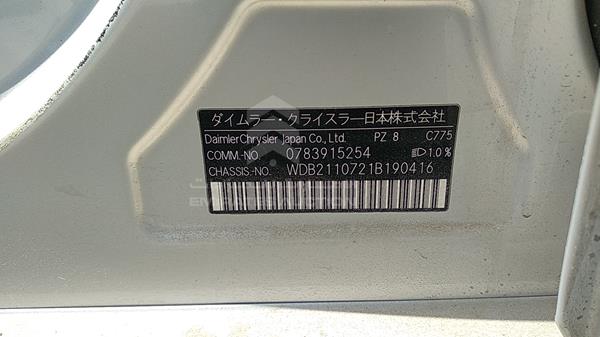 ダイムラー・クライスラー日本株式会社
DaimlerChrysler Japan Co., Ltd. PZ 8 C775
COMM.-NO. 0783915254 1.0%
CHASSIS.-NO. WDB2110721B190416